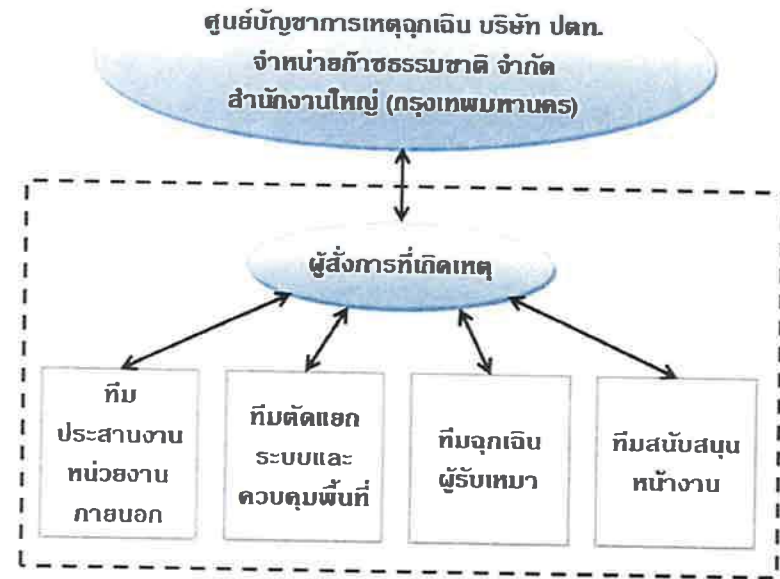 ศูนย์บัญชาการเหตุฉุกเฉิน บริษัท ปตท.
จำหน่ายก๊าซธรรมชาติ จำกัด
สำนักงานใหญ่ (กรุงเทพมหานคร)
ผู้สั่งการที่เกิดเหตุ
ทีม
ประสานงาน
หน่วยงาน
ภายนอก
ทีมตัดแยก
ระบบและ
ควบคุมพื้นที่
ทีมฉุกเฉิน
ผู้รับเหมา
ทีมสนับสนุน
หน้างาน